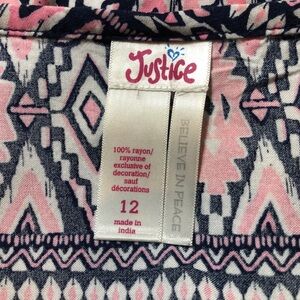 Justice
100% rayon/
rayonne
exclusive of
decoration/
sauf
décorations
12
made in
india
BELIEVE IN PEACE